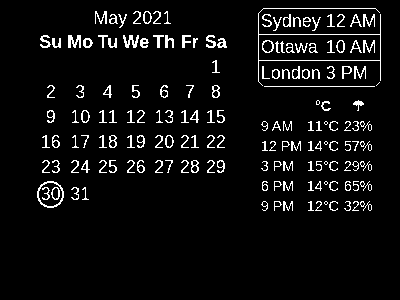 May 2021
Su Mo Tu We Th Fr Sa
1
2 3 4 5 6 7 8
9 10 11 12 13 14 15
16 17 18 19 20 21 22
23 24 25 26 27 28 29
30 31
Sydney 12 AM
Ottawa 10 AM
London 3 PM
°C ☂
9 AM 11°C 23%
12 PM 14°C 57%
3 PM 15°C 29%
6 PM 14°C 65%
9 PM 12°C 32%